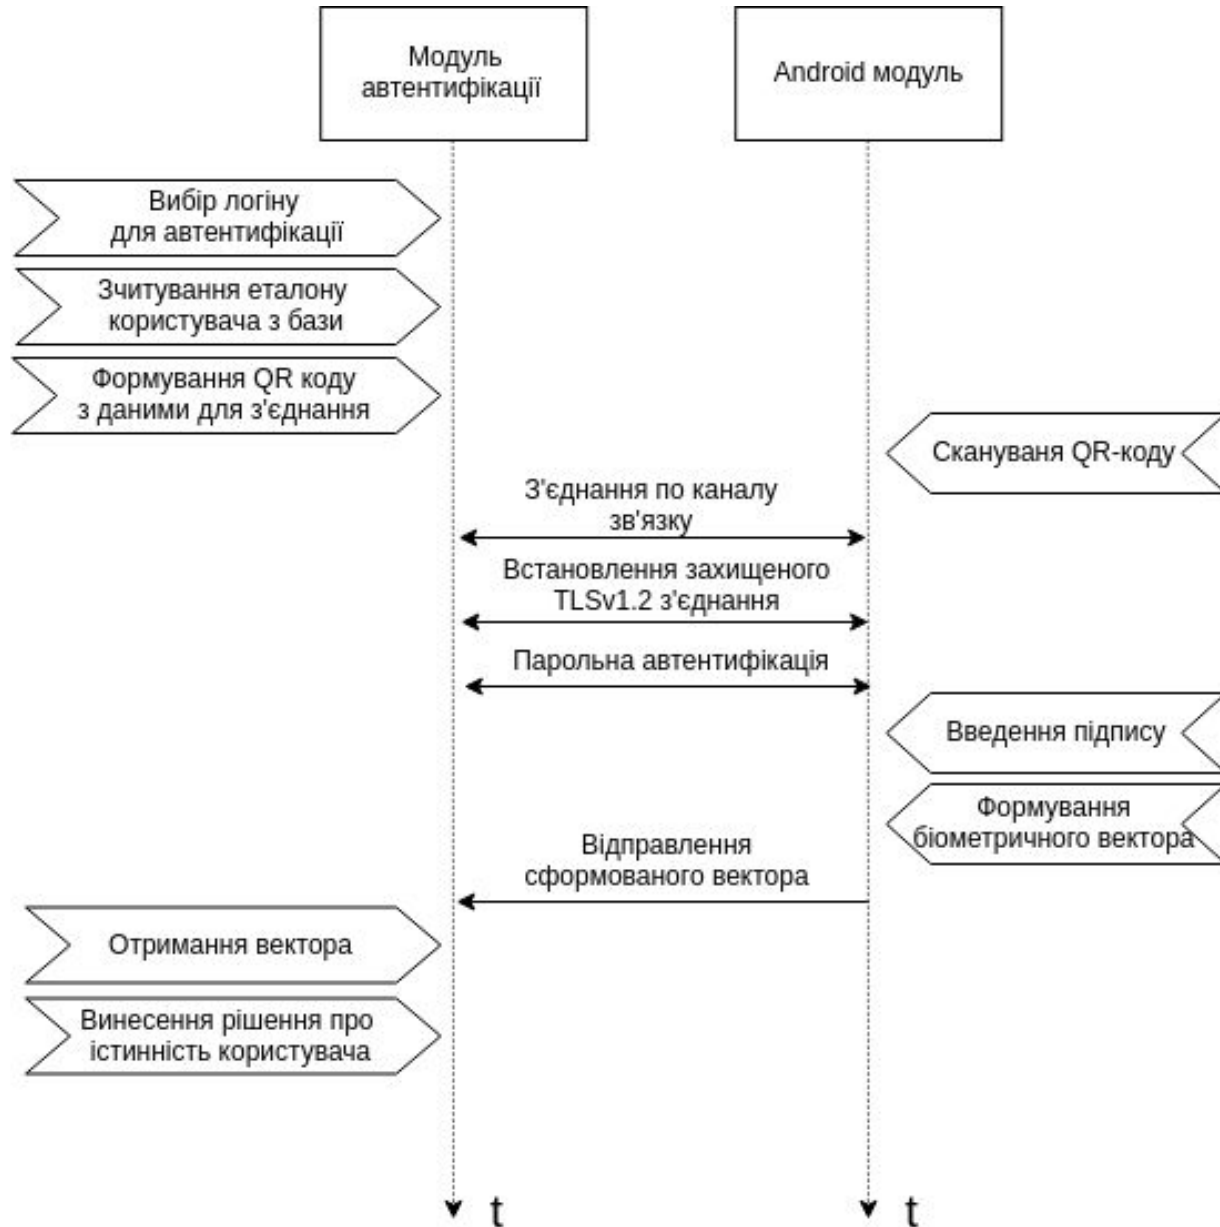 Модуль
автентифікації
Android модуль
Вибір логіну
для автентифікації
Зчитування еталону
користувача з бази
Формування QR коду
з даними для з'єднання
Скануваня QR-коду
З'єднання по каналу
зв'язку
Встановлення захищеного
TLSv1.2 з'єднання
Парольна автентифікація
Введення підпису
Формування
біометричного вектора
Відправлення
сформованого вектора
Отримання вектора
Винесення рішення про
істинність користувача
t
t